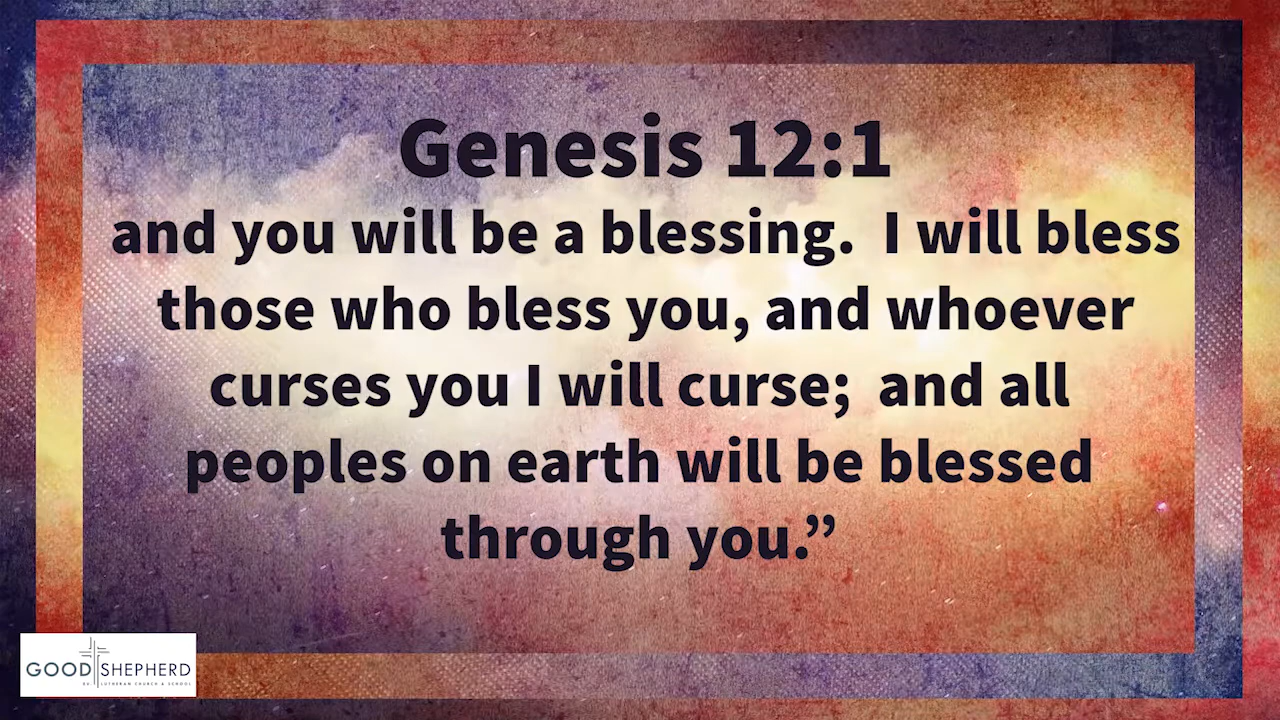 Genesis 12:1
and you will be a blessing.  I will bless
those who bless you, and whoever
curses you I will curse;  and all
peoples on earth will be blessed
through you.”
GOOD SHEPHERD
EV LUTHERAN CHURCH & SCHOOL